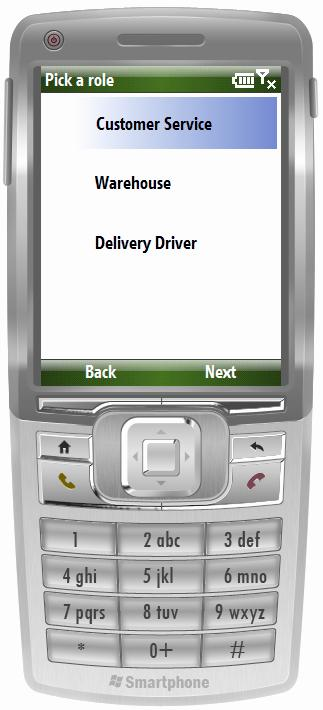 Pick a role
Customer Service
Warehouse
Delivery Driver
Back Next
1 2 abc 3 def
4 ghi 5 jkl 6 mno
7 pqrs 8 tuv 9 wxyz
* 0+ #
Smartphone